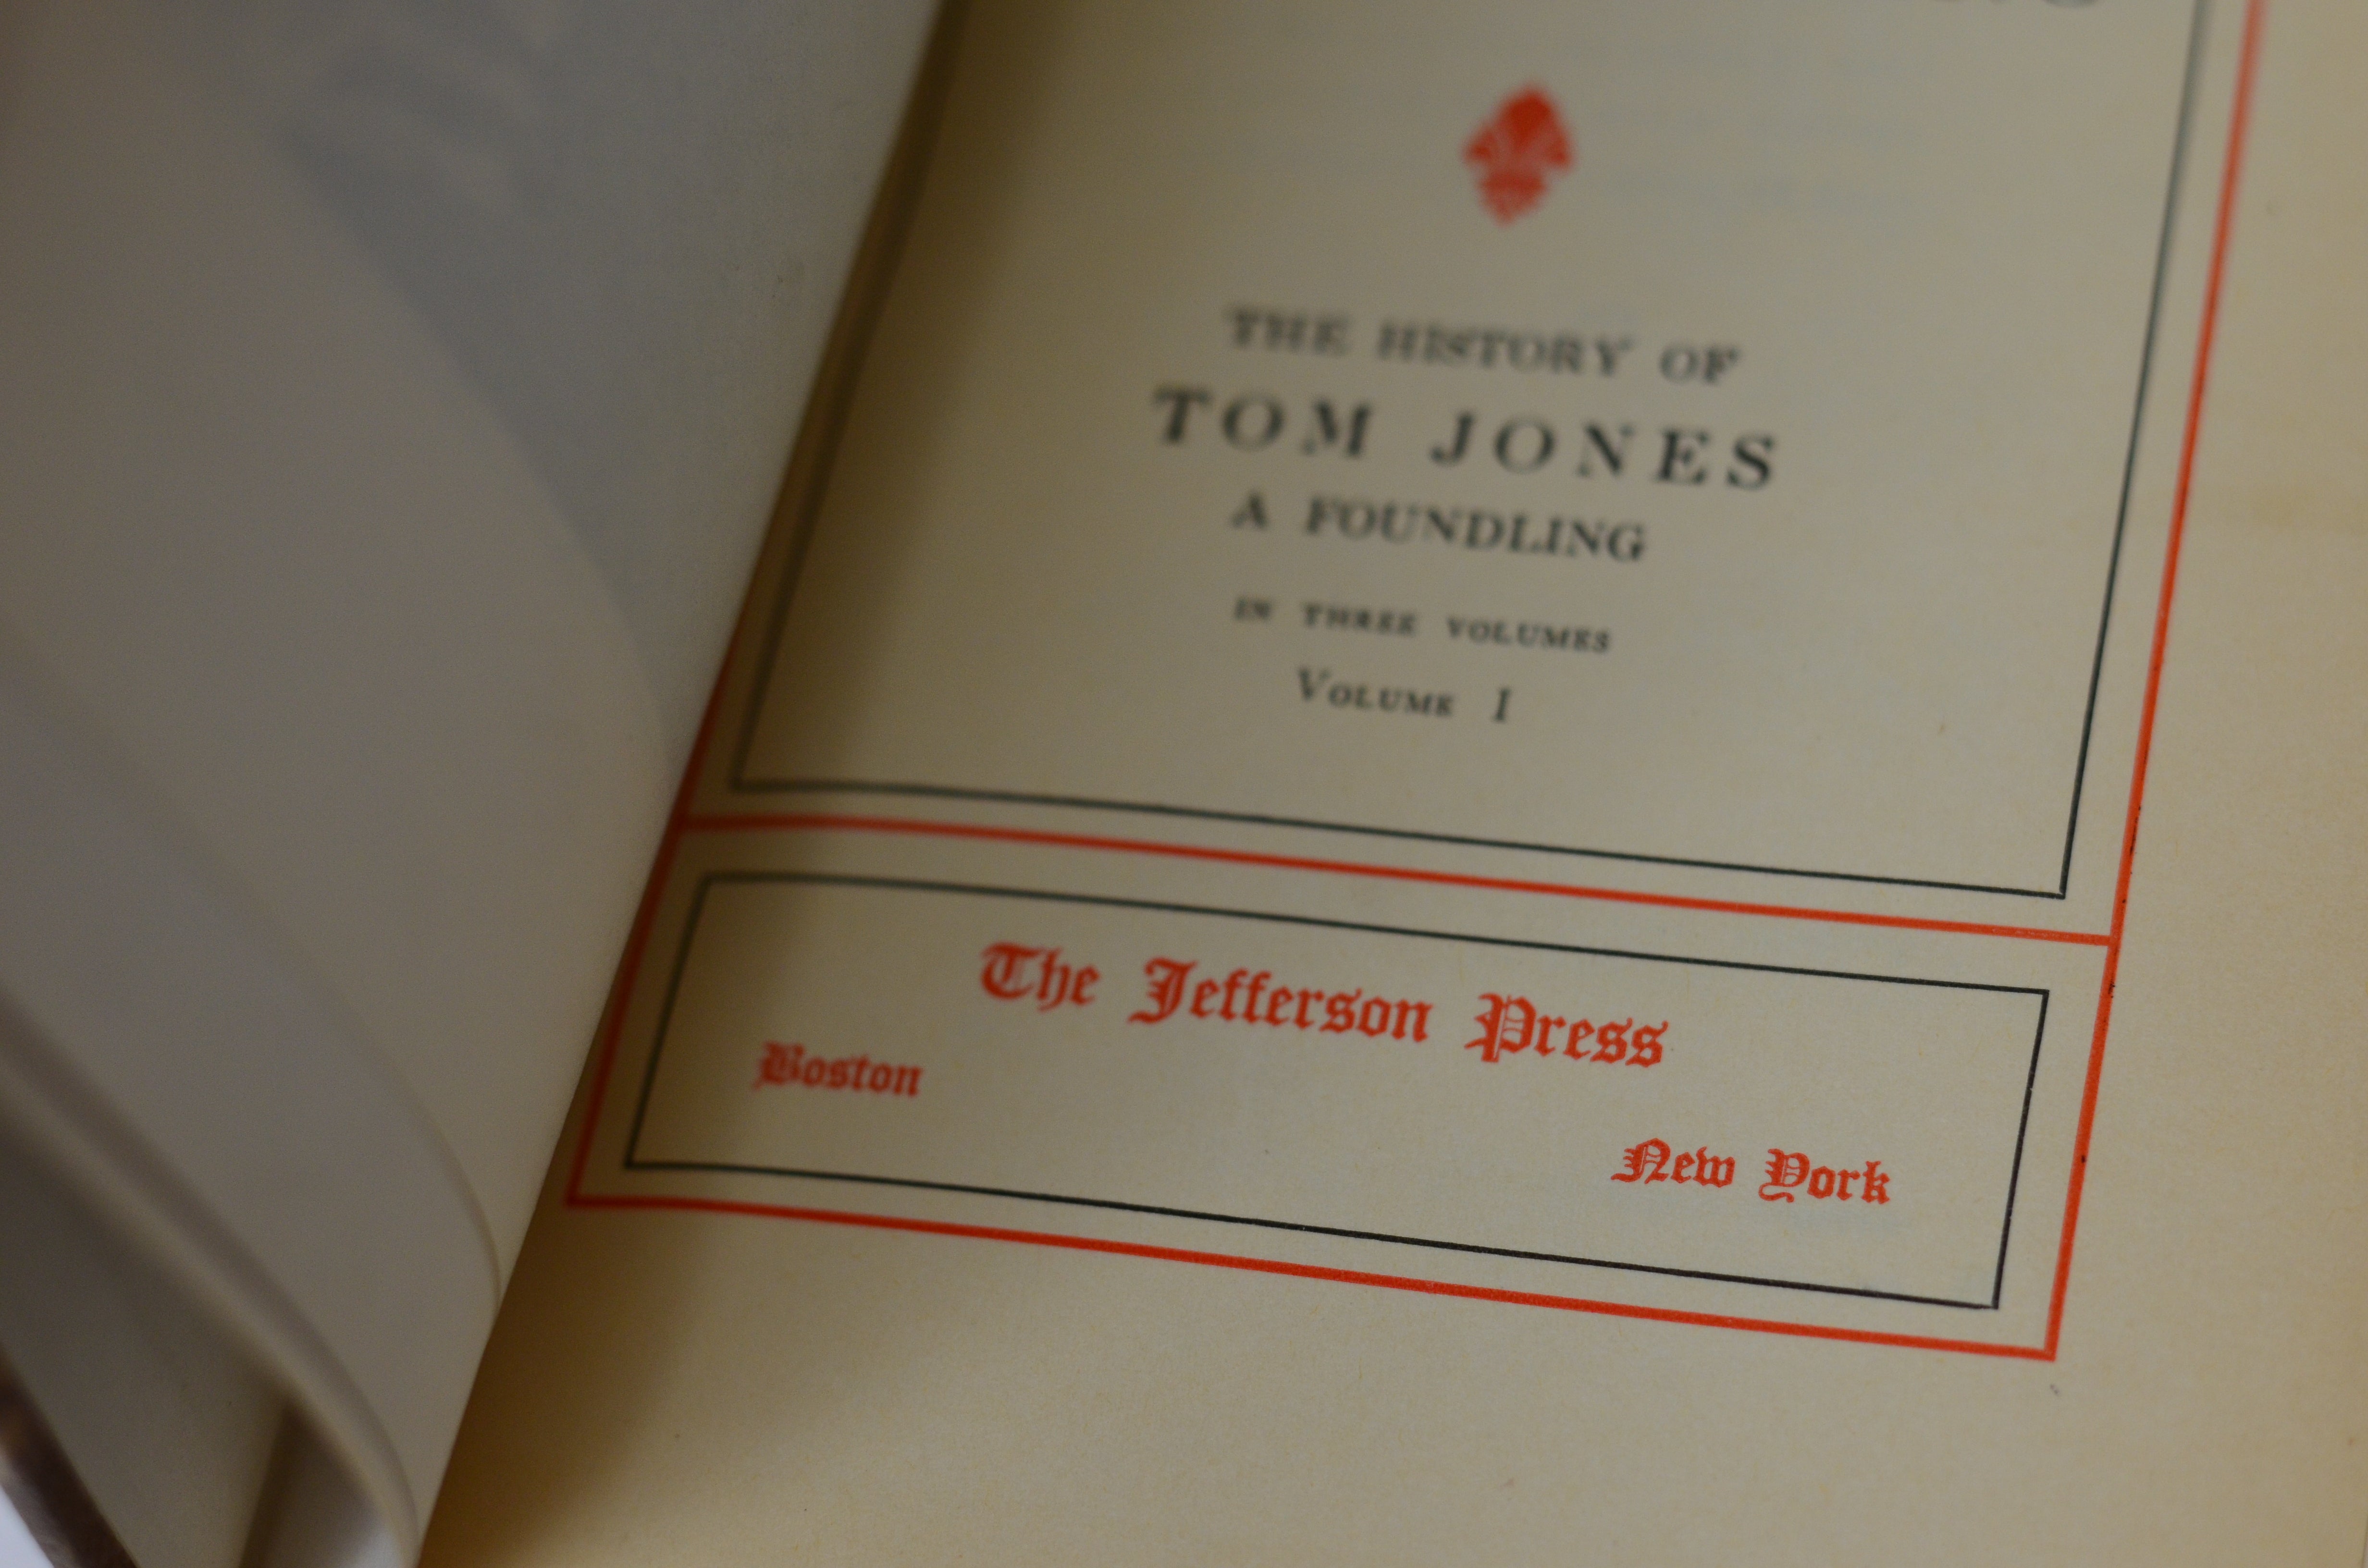 THE HISTORY OF
TOM JONES
A FOUNDLING
IN THREE VOLUMES
VOLUME I
The Jefferson Press
Boston
New York